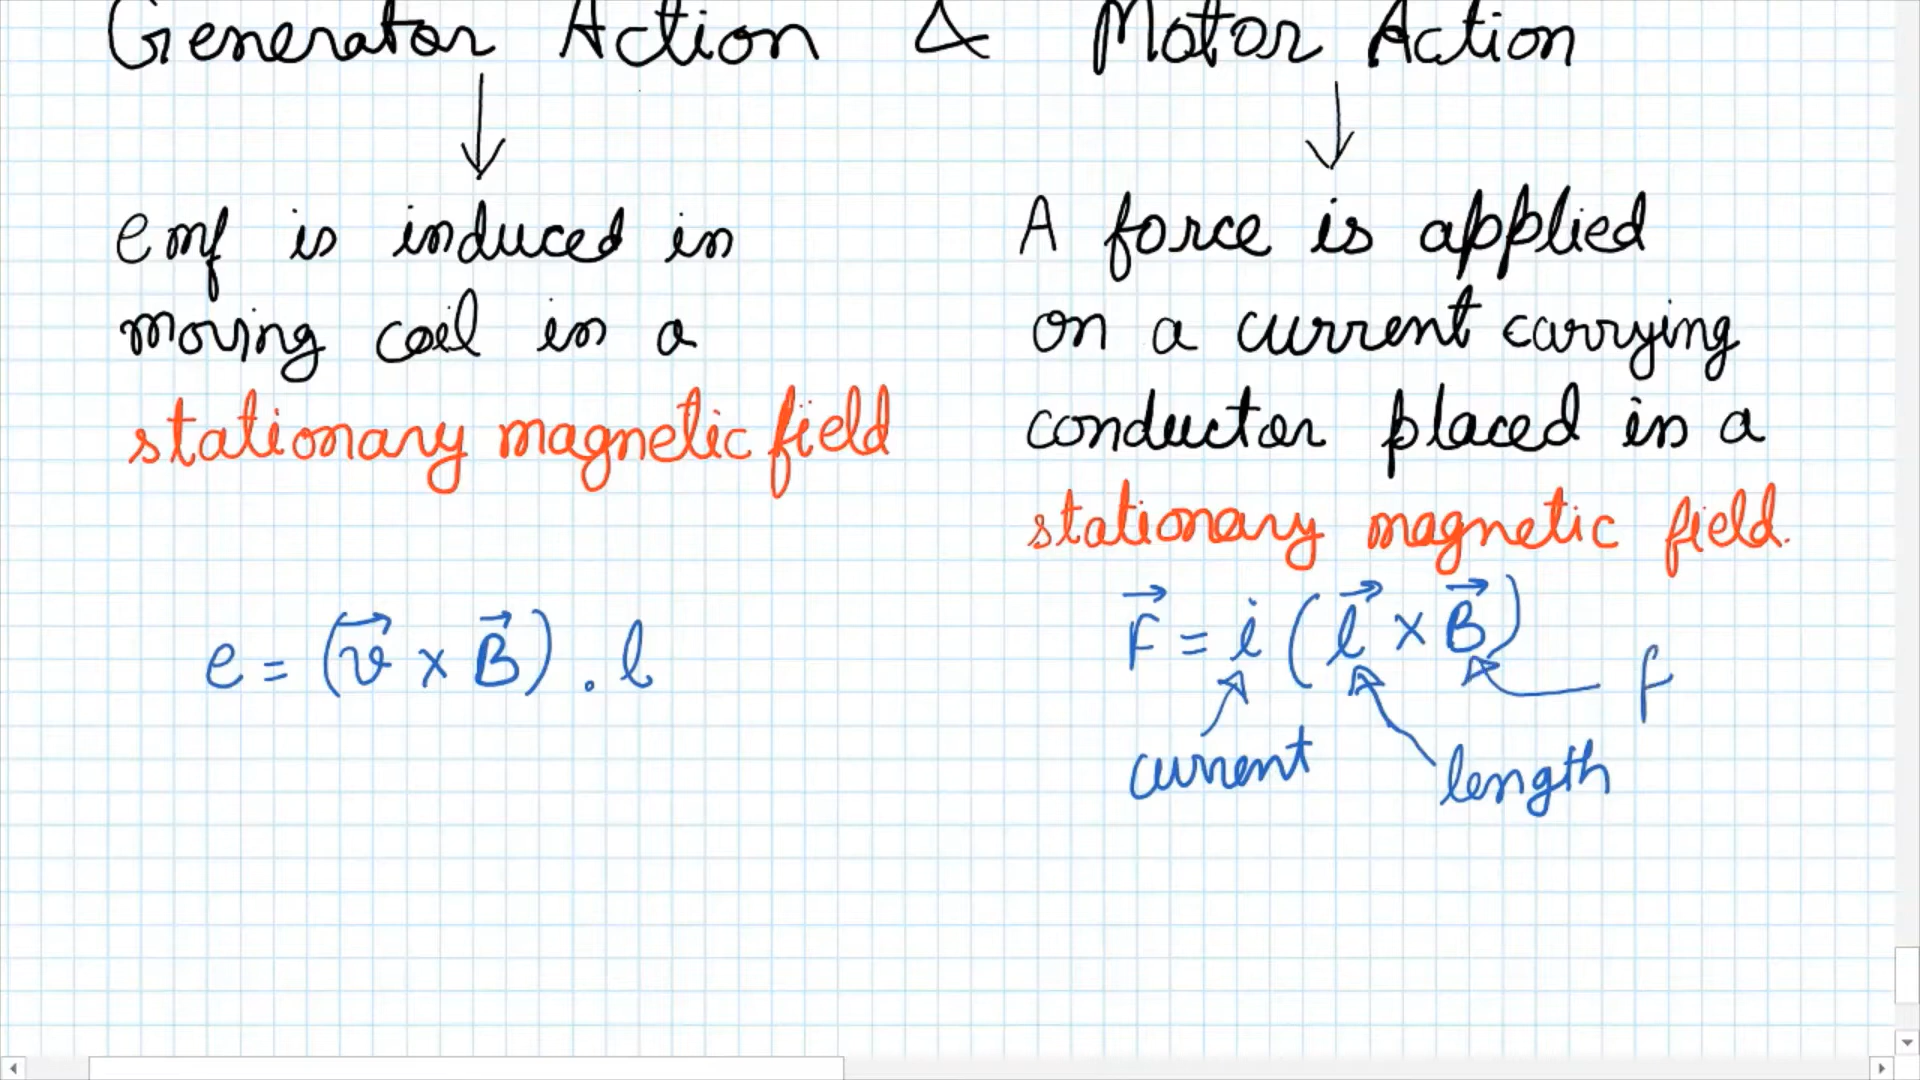 Generator Action & Motor Action
emf is induced in
moving coil in a
stationary magnetic field
e = (v⃗ × B⃗) . l
A force is applied
on a current carrying
conductor placed in a
stationary magnetic field.
F⃗ = i (l⃗ × B⃗)
f
current
length